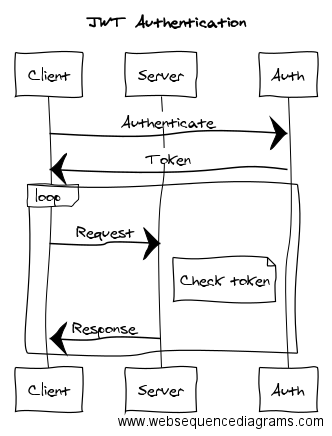 JWT Authentication
Client Server Auth
Authenticate
Token
loop
Request
Check token
Response
Client Server Auth
www.websequencediagrams.com